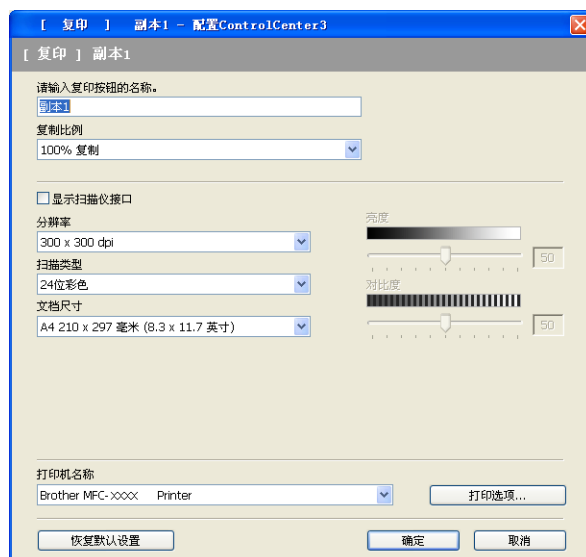 [ 复印 ] 副本1 - 配置ControlCenter3
[ 复印 ] 副本1
请输入复印按钮的名称。
副本1
复制比例
100% 复制
显示扫描仪接口
分辨率
300 x 300 dpi
扫描类型
24位彩色
文档尺寸
A4 210 x 297 毫米 (8.3 x 11.7 英寸)
亮度
50
对比度
50
打印机名称
Brother MFC-XXXX Printer
打印选项...
恢复默认设置
确定
取消